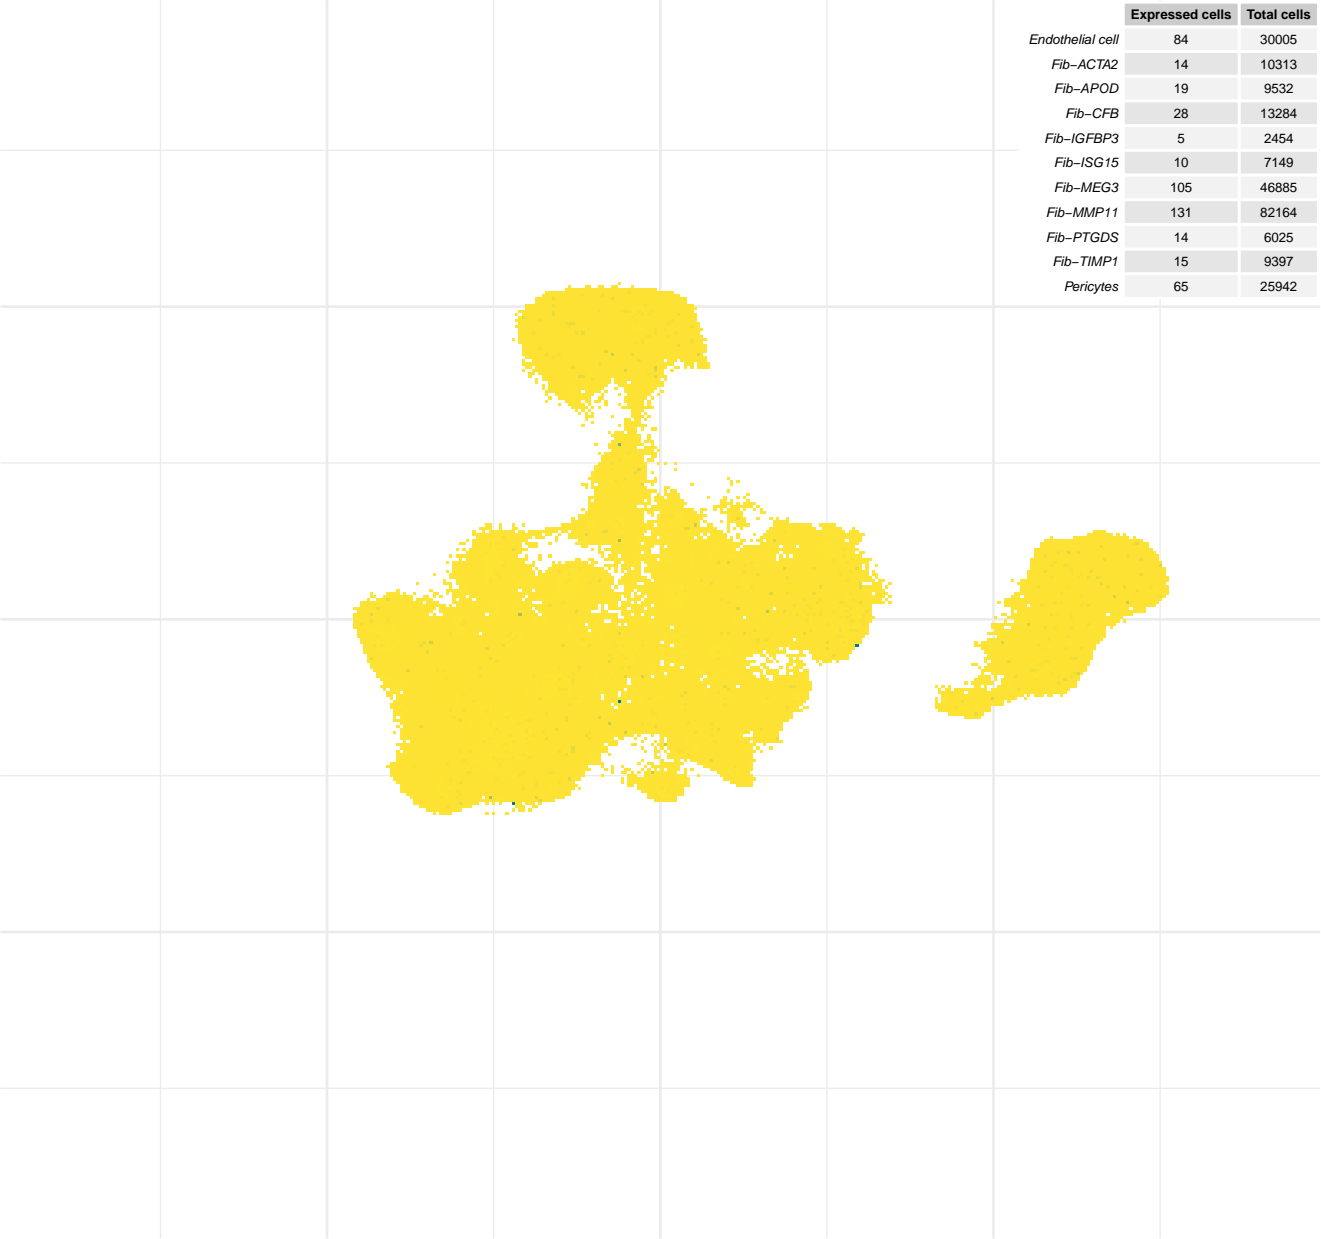 Expressed cells Total cells
Endothelial cell 84 30005
Fib−ACTA2 14 10313
Fib−APOD 19 9532
Fib−CFB 28 13284
Fib−IGFBP3 5 2454
Fib−ISG15 10 7149
Fib−MEG3 105 46885
Fib−MMP11 131 82164
Fib−PTGDS 14 6025
Fib−TIMP1 15 9397
Pericytes 65 25942